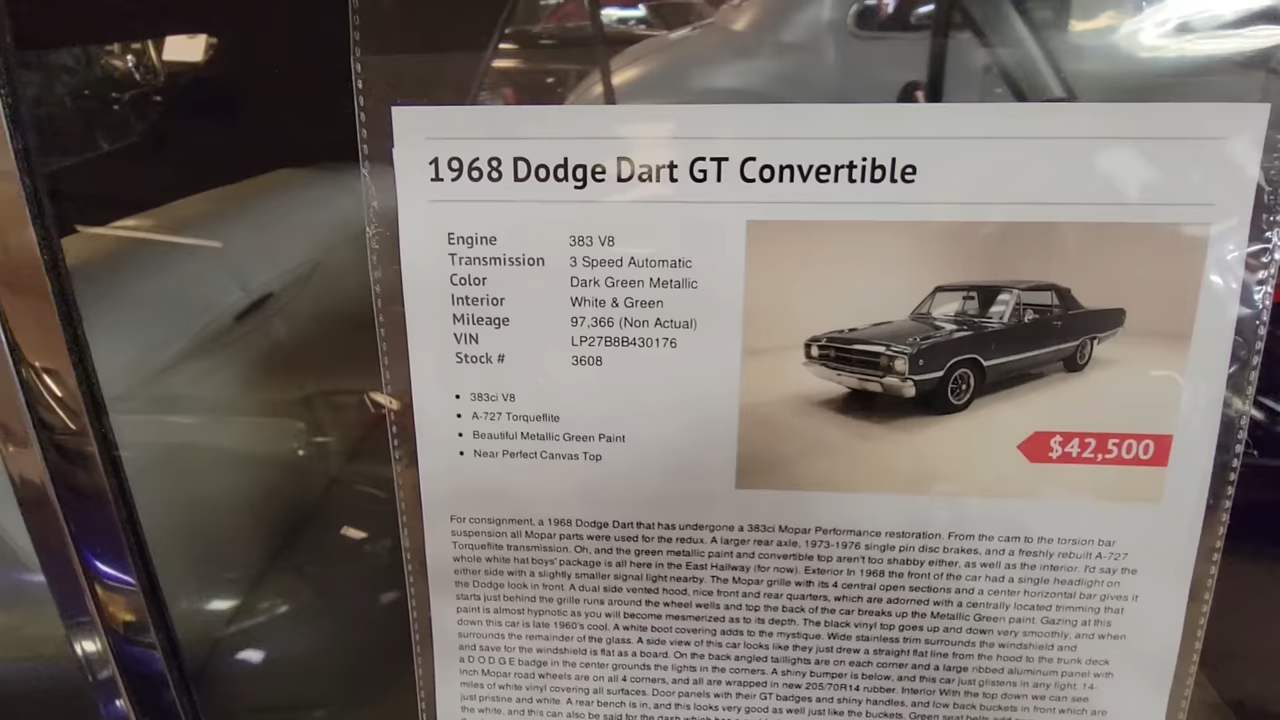 1968 Dodge Dart GT Convertible
Engine 383 V8
Transmission 3 Speed Automatic
Color Dark Green Metallic
Interior White & Green
Mileage 97,366 (Non Actual)
VIN LP27B8B430176
Stock # 3608
• 383ci V8
• A-727 Torqueflite
• Beautiful Metallic Green Paint
• Near Perfect Canvas Top
$42,500
For consignment, a 1968 Dodge Dart that has undergone a 383ci Mopar Performance restoration. From the cam to the torsion bar
suspension all Mopar parts were used for the redux. A larger rear axle, 1973-1976 single pin disc brakes, and a freshly rebuilt A-727
Torqueflite transmission. Oh, and the green metallic paint and convertible top aren't too shabby either, as well as the interior. I'd say the
whole white hat boys' package is all here in the East Hallway (for now). Exterior In 1968 the front of the car had a single headlight on
either side with a slightly smaller signal light nearby. The Mopar grille with its 4 central open sections and a center horizontal bar gives it
the Dodge look in front. A dual side vented hood, nice front and rear quarters, which are adorned with a centrally located trimming that
starts just behind the grille runs around the wheel wells and top the back of the car breaks up the Metallic Green paint. Gazing at this
paint is almost hypnotic as you will become mesmerized as to its depth. The black vinyl top goes up and down very smoothly, and when
down this car is late 1960's cool. A white boot covering adds to the mystique. Wide stainless trim surrounds the windshield and
surrounds the remainder of the glass. A side view of this car looks like they just drew a straight flat line from the hood to the trunk deck
and save for the windshield is flat as a board. On the back angled taillights are on each corner and a large ribbed aluminum panel with
a D O D G E badge in the center grounds the lights in the corners. A shiny bumper is below, and this car just glistens in any light. 14-
inch Mopar road wheels are on all 4 corners, and all are wrapped in new 205/70R14 rubber. Interior With the top down we can see
miles of white vinyl covering all surfaces. Door panels with their GT badges and shiny handles, and low back buckets in front which are
just pristine and white. A rear bench is in, and this looks very good as well just like the buckets. Green seat belts
the white, and this can also be said for the dash which